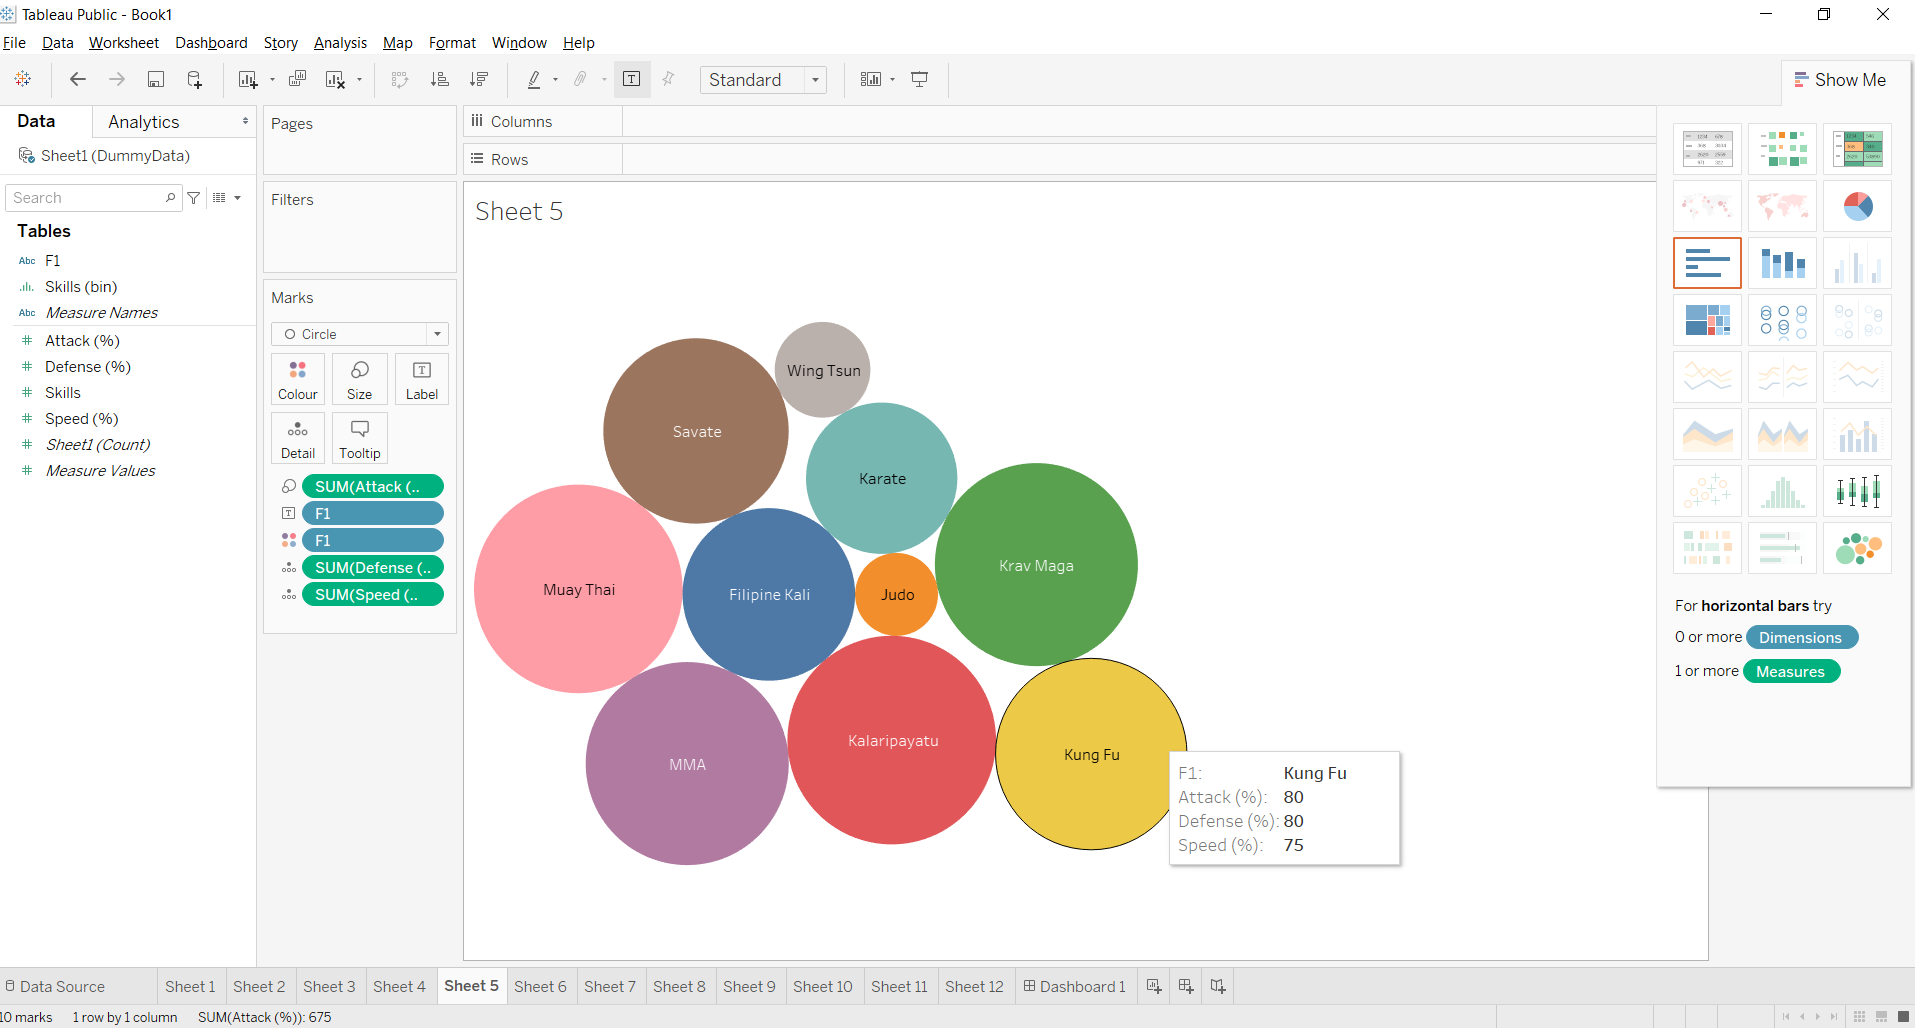 Tableau Public - Book1
File Data Worksheet Dashboard Story Analysis Map Format Window Help
Standard
Show Me
Data Analytics
Sheet1 (DummyData)
Search
Tables
Abc F1
Skills (bin)
Abc Measure Names
# Attack (%)
# Defense (%)
# Skills
# Speed (%)
# Sheet1 (Count)
# Measure Values
Pages
Filters
Marks
Circle
Colour Size Label
Detail Tooltip
SUM(Attack (..
F1
F1
SUM(Defense (..
SUM(Speed (..
Columns
Rows
Sheet 5
Wing Tsun
Savate
Karate
Krav Maga
Muay Thai
Filipine Kali
Judo
Kalaripayatu
MMA
Kung Fu
F1: Kung Fu
Attack (%): 80
Defense (%): 80
Speed (%): 75
For horizontal bars try
0 or more Dimensions
1 or more Measures
Data Source Sheet 1 Sheet 2 Sheet 3 Sheet 4 Sheet 5 Sheet 6 Sheet 7 Sheet 8 Sheet 9 Sheet 10 Sheet 11 Sheet 12 Dashboard 1
10 marks 1 row by 1 column SUM(Attack (%)): 675